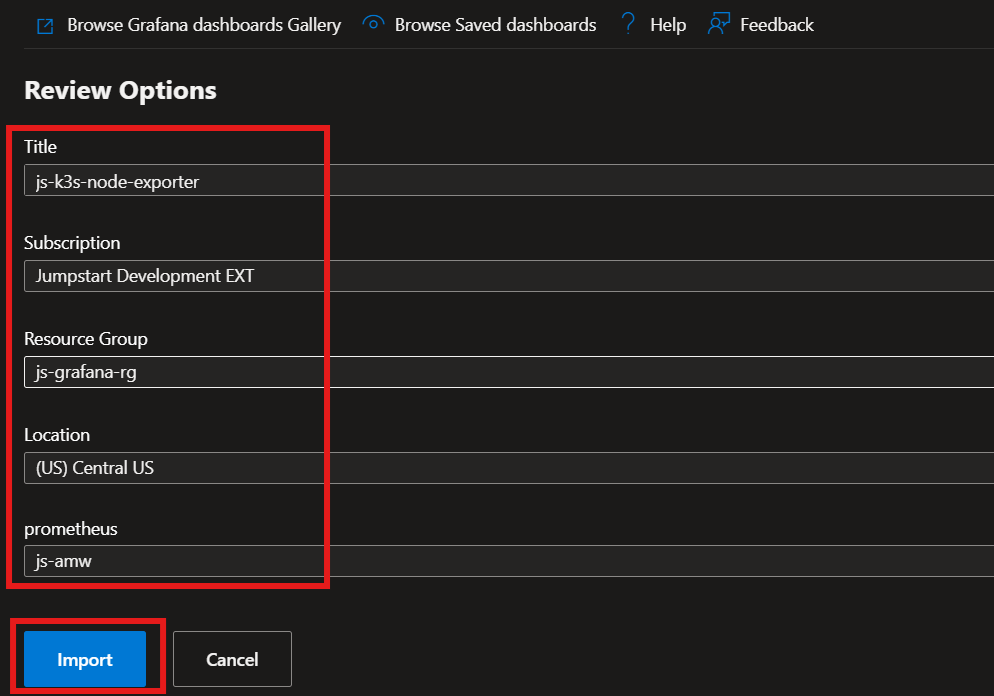 Browse Grafana dashboards Gallery Browse Saved dashboards Help Feedback
Review Options
Title
js-k3s-node-exporter
Subscription
Jumpstart Development EXT
Resource Group
js-grafana-rg
Location
(US) Central US
prometheus
js-amw
Import Cancel